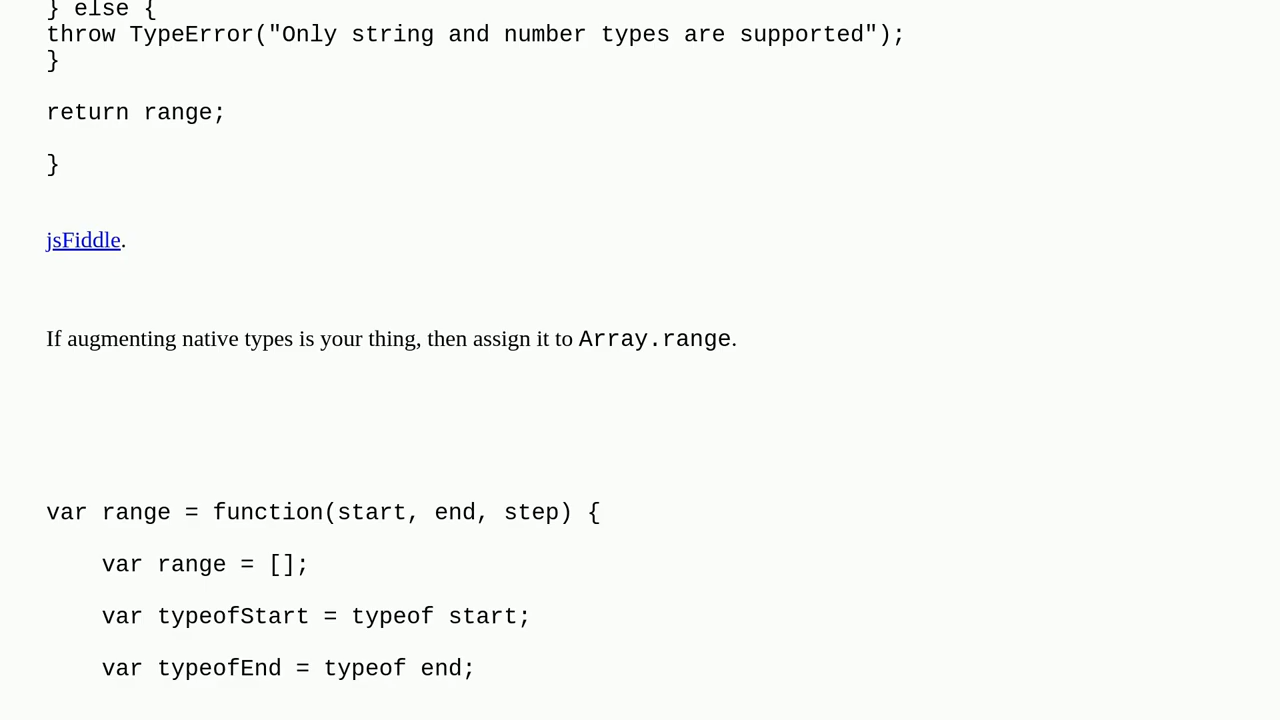 } else {
throw TypeError("Only string and number types are supported");
}
return range;
}
jsFiddle.
If augmenting native types is your thing, then assign it to Array.range.
var range = function(start, end, step) {
    var range = [];
    var typeofStart = typeof start;
    var typeofEnd = typeof end;